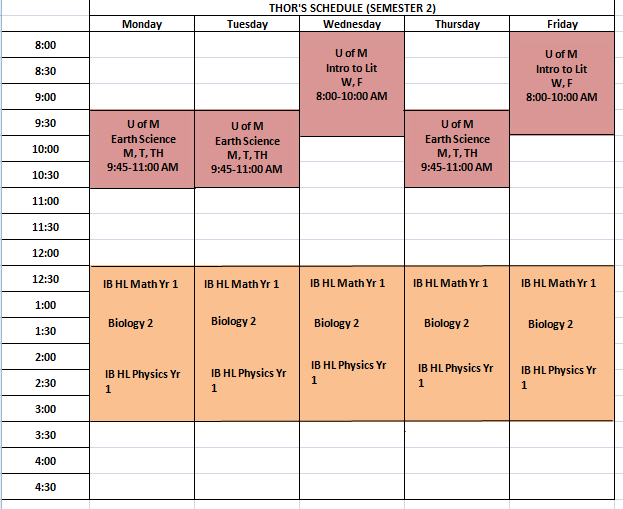 THOR'S SCHEDULE (SEMESTER 2)
Monday Tuesday Wednesday Thursday Friday
8:00
8:30
9:00
9:30
10:00
10:30
11:00
11:30
12:00
12:30
1:00
1:30
2:00
2:30
3:00
3:30
4:00
4:30
U of M
Earth Science
M, T, TH
9:45-11:00 AM
IB HL Math Yr 1
Biology 2
IB HL Physics Yr
1
U of M
Earth Science
M, T, TH
9:45-11:00 AM
IB HL Math Yr 1
Biology 2
IB HL Physics Yr
1
U of M
Intro to Lit
W, F
8:00-10:00 AM
IB HL Math Yr 1
Biology 2
IB HL Physics Yr
1
U of M
Earth Science
M, T, TH
9:45-11:00 AM
IB HL Math Yr 1
Biology 2
IB HL Physics Yr
1
U of M
Intro to Lit
W, F
8:00-10:00 AM
IB HL Math Yr 1
Biology 2
IB HL Physics Yr
1